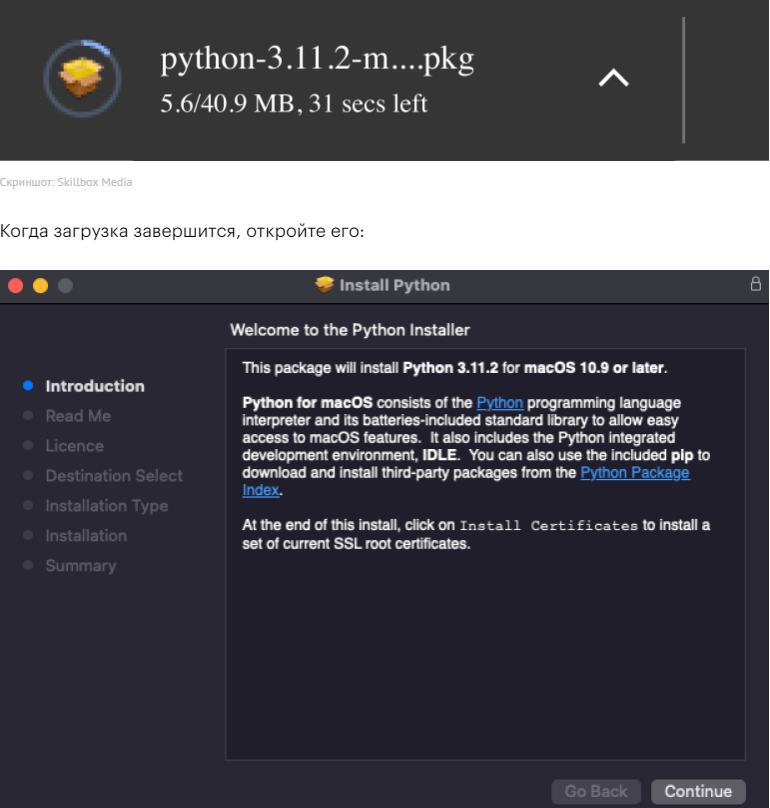 python-3.11.2-m....pkg
5.6/40.9 MB, 31 secs left
Скриншот: Skillbox Media
Когда загрузка завершится, откройте его:
Install Python
Welcome to the Python Installer
Introduction
Read Me
Licence
Destination Select
Installation Type
Installation
Summary
This package will install Python 3.11.2 for macOS 10.9 or later.
Python for macOS consists of the Python programming language
interpreter and its batteries-included standard library to allow easy
access to macOS features.  It also includes the Python integrated
development environment, IDLE.  You can also use the included pip to
download and install third-party packages from the Python Package
Index.
At the end of this install, click on Install Certificates to install a
set of current SSL root certificates.
Go Back
Continue